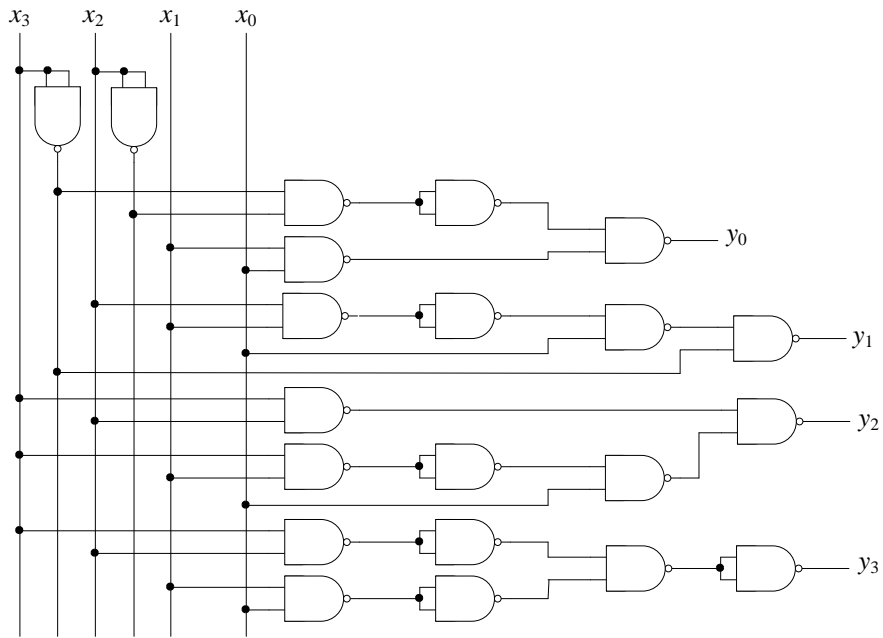 x₃ x₂ x₁ x₀
y₀
y₁
y₂
y₃